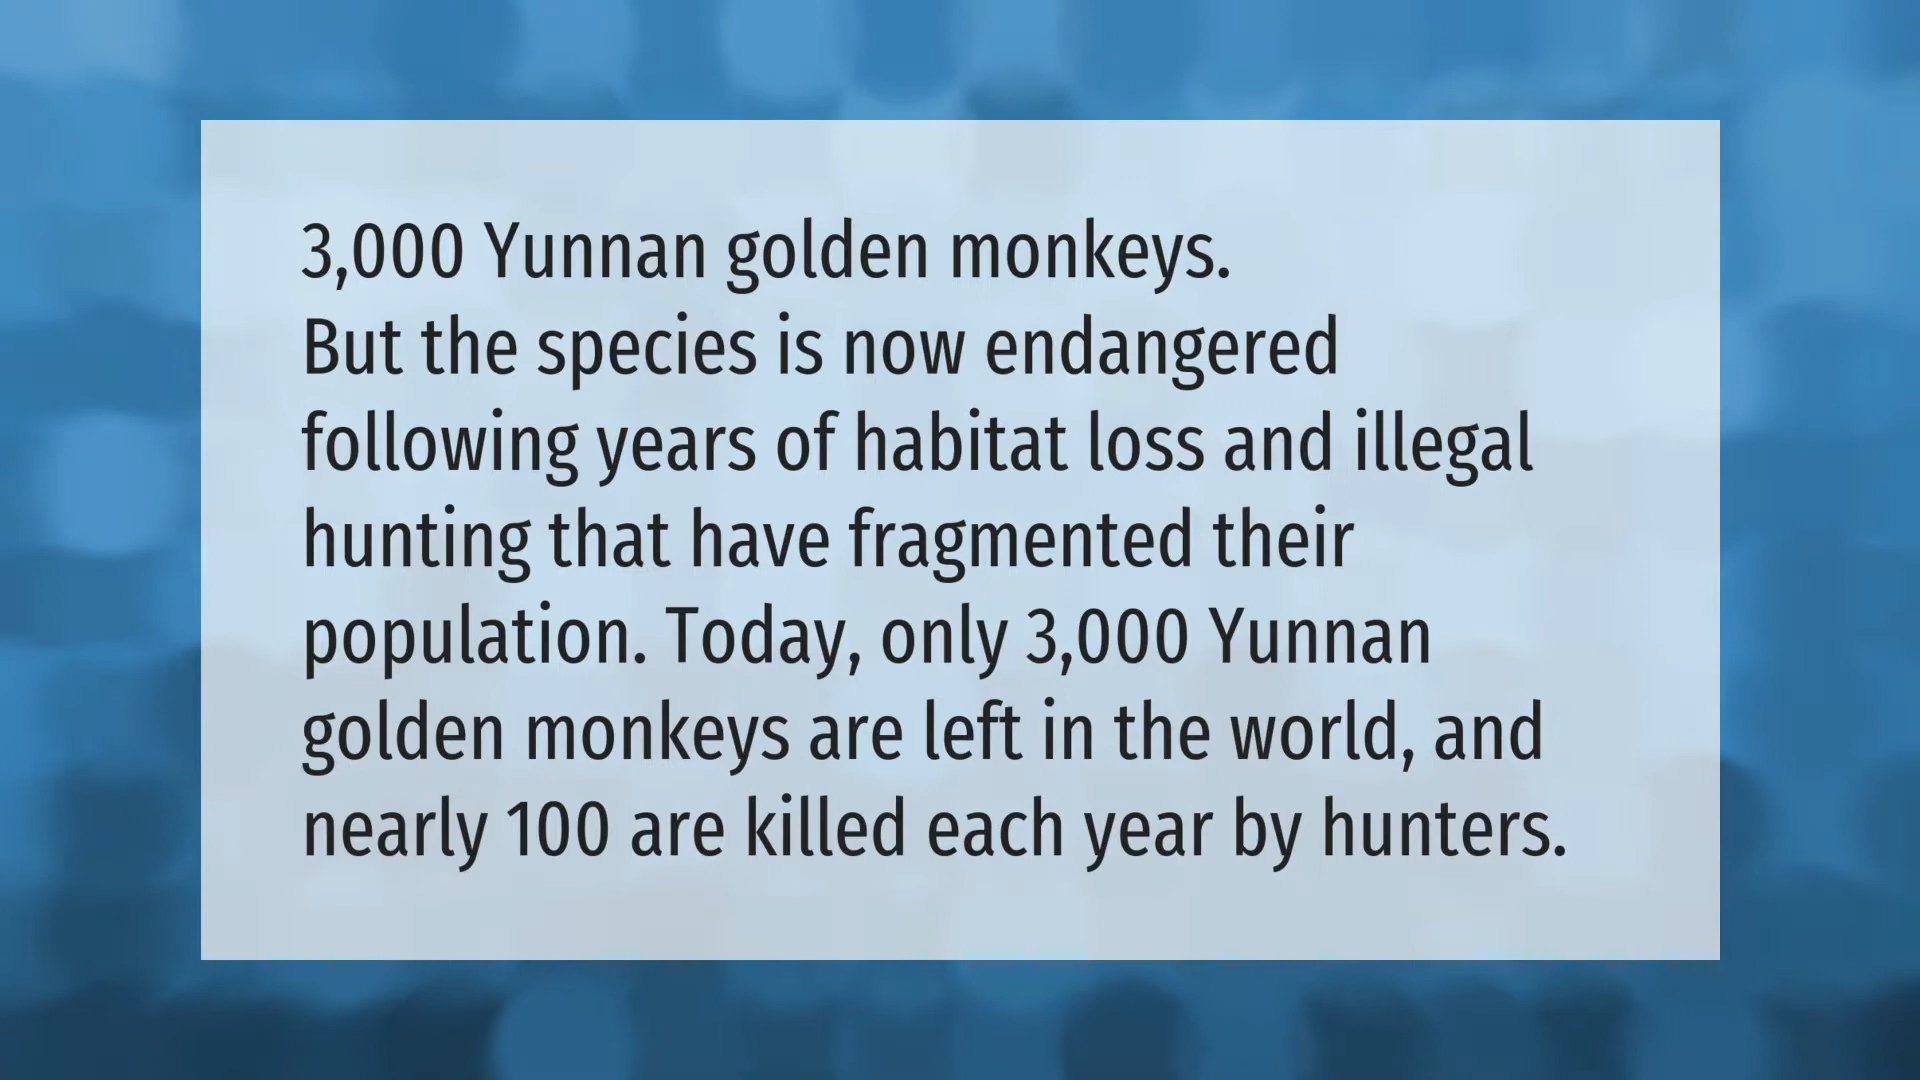 3,000 Yunnan golden monkeys.
But the species is now endangered
following years of habitat loss and illegal
hunting that have fragmented their
population. Today, only 3,000 Yunnan
golden monkeys are left in the world, and
nearly 100 are killed each year by hunters.